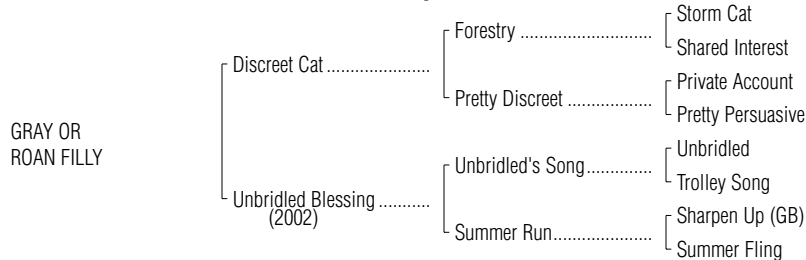 Storm Cat
Forestry ............................
Shared Interest
Discreet Cat ......................
Private Account
Pretty Discreet .................
Pretty Persuasive
GRAY OR
ROAN FILLY
Unbridled
Unbridled's Song..............
Trolley Song
Unbridled Blessing ...........
(2002)
Sharpen Up (GB)
Summer Run.....................
Summer Fling